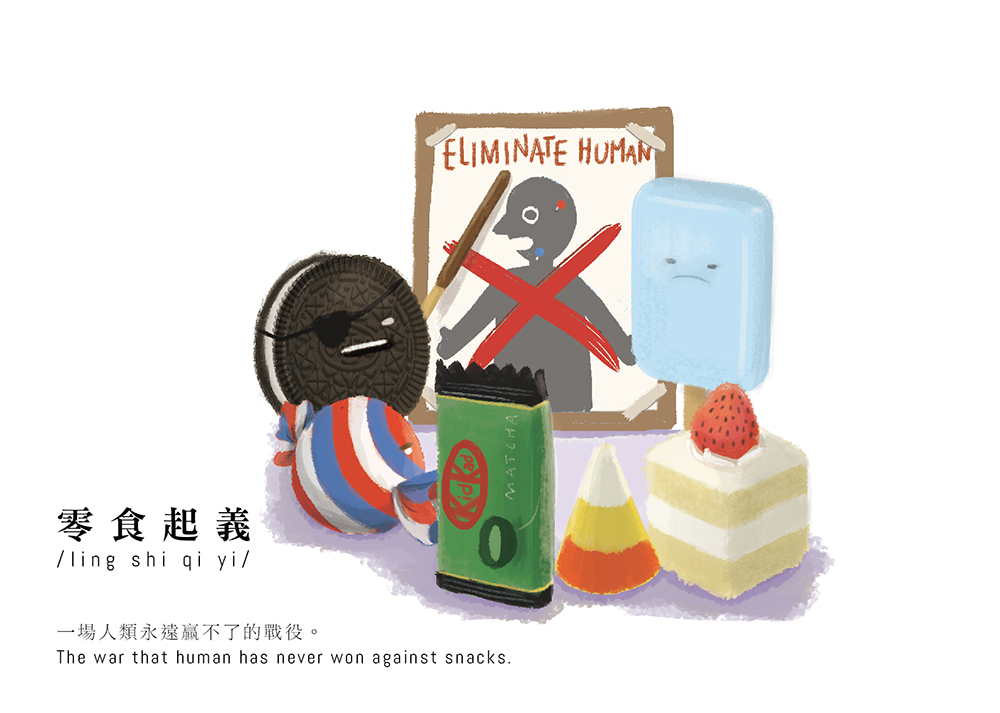 ELIMINATE HUMAN
MATCHA
KidKad
零食起義
/ling shi qi yi/
一場人類永遠贏不了的戰役。
The war that human has never won against snacks.